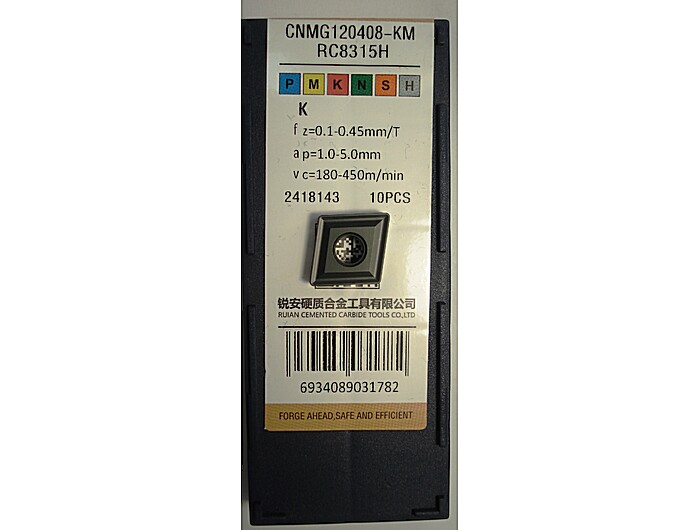 CNMG120408-KM
RC8315H
P M K N S H
K
f z=0.1-0.45mm/T
a p=1.0-5.0mm
v c=180-450m/min
2418143 10PCS
锐安硬质合金工具有限公司
RUIAN CEMENTED CARBIDE TOOLS CO,LTD
6934089031782
FORGE AHEAD,SAFE AND EFFICIENT